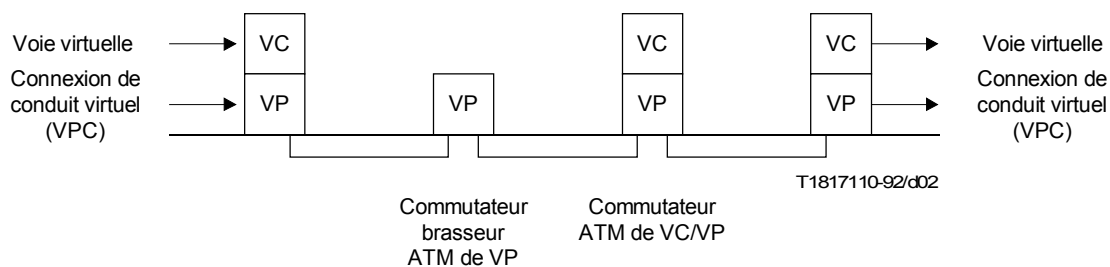 VC
VC
VC
Voie virtuelle
Voie virtuelle
Connexion de
conduit virtuel
(VPC)
VP
VP
VP
VP
Connexion de
conduit virtuel
(VPC)
T1817110-92/d02
Commutateur
brasseur
ATM de VP
Commutateur
ATM de VC/VP